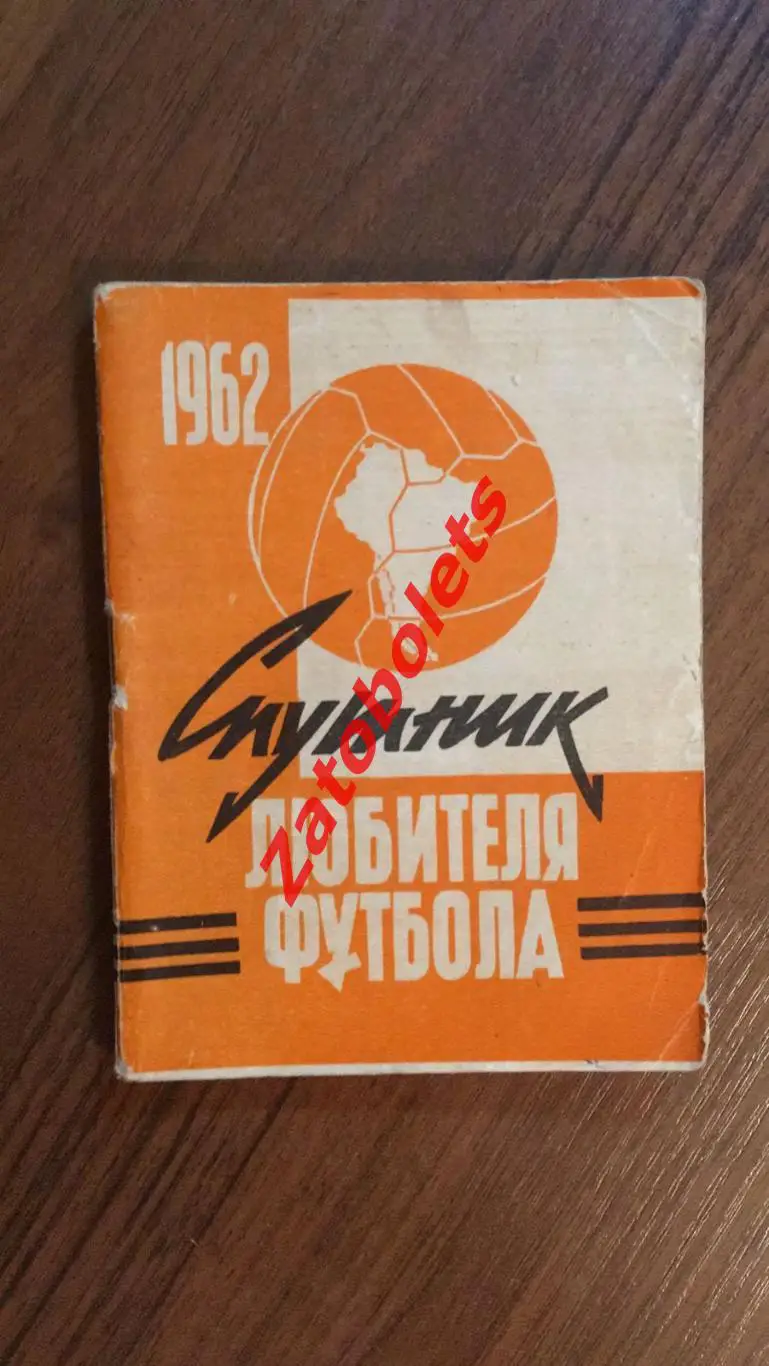 1962
Спутник
ЛЮБИТЕЛЯ
ФУТБОЛА
Zatobolets